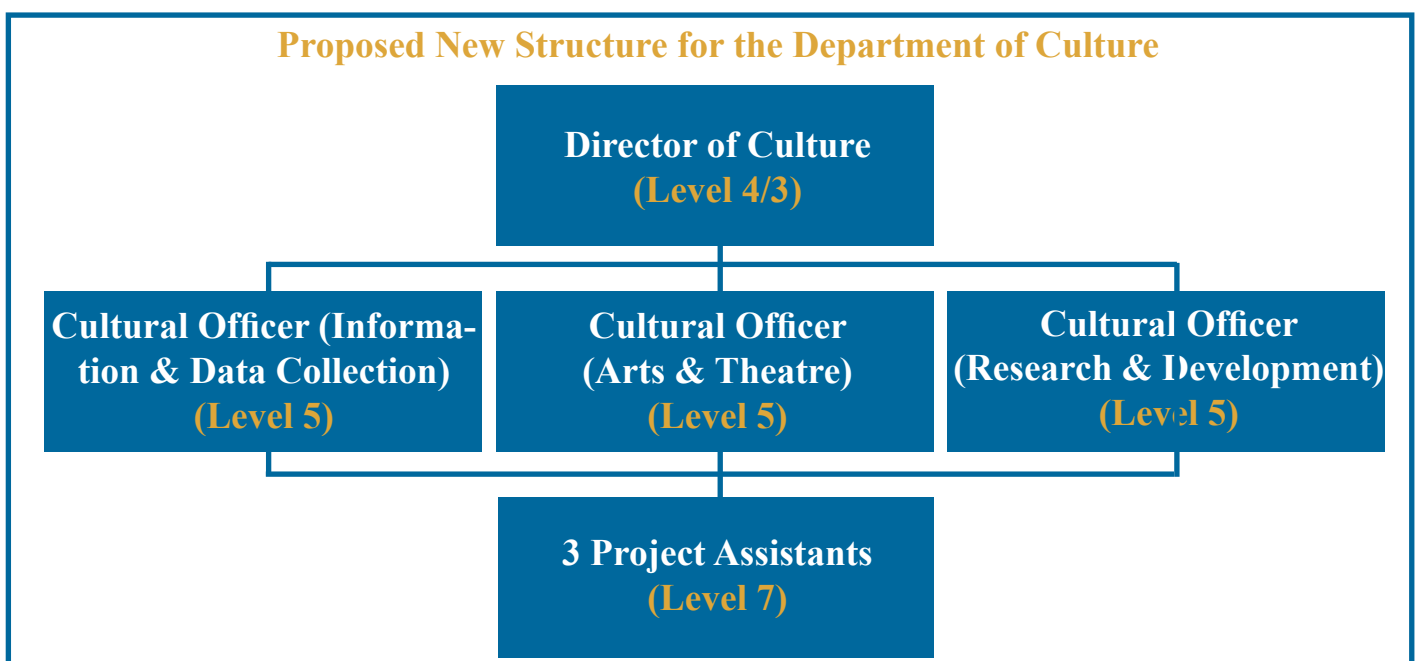 Proposed New Structure for the Department of Culture
Director of Culture
(Level 4/3)
Cultural Officer (Informa-
tion & Data Collection)
(Level 5)
Cultural Officer
(Arts & Theatre)
(Level 5)
Cultural Officer
(Research & Development)
(Level 5)
3 Project Assistants
(Level 7)